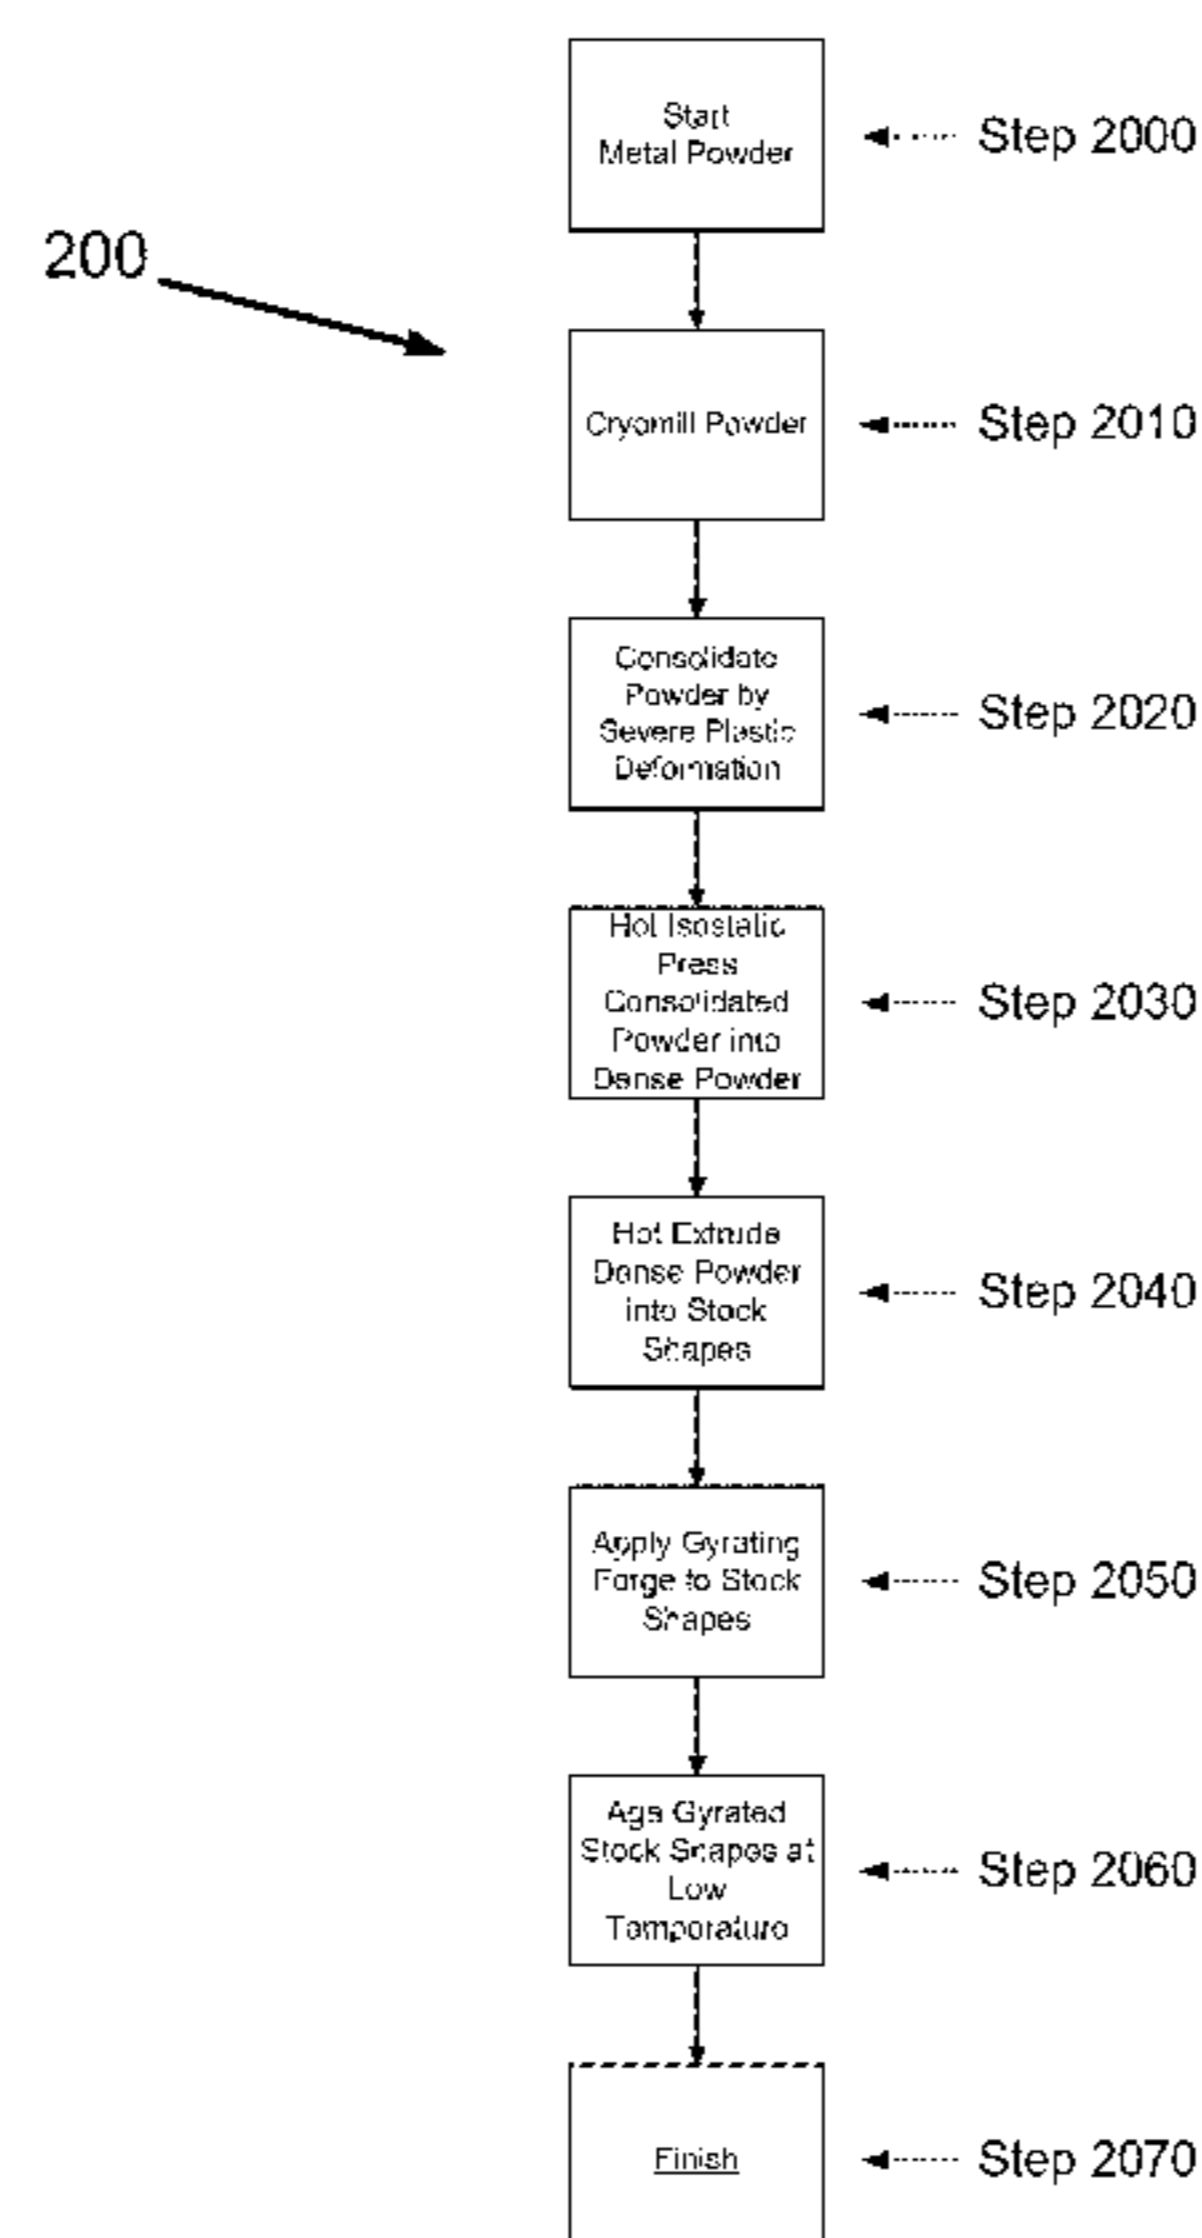 Start
Metal Powder
Step 2000
200
Cryomill Powder
Step 2010
Consolidate
Powder by
Severe Plastic
Deformation
Step 2020
Hot Isostatic
Press
Consolidated
Powder into
Dense Powder
Step 2030
Hot Extrude
Dense Powder
into Stock
Shapes
Step 2040
Apply Gyrating
Forge to Stock
Shapes
Step 2050
Age Gyrated
Stock Shapes at
Low
Temperature
Step 2060
Finish
Step 2070